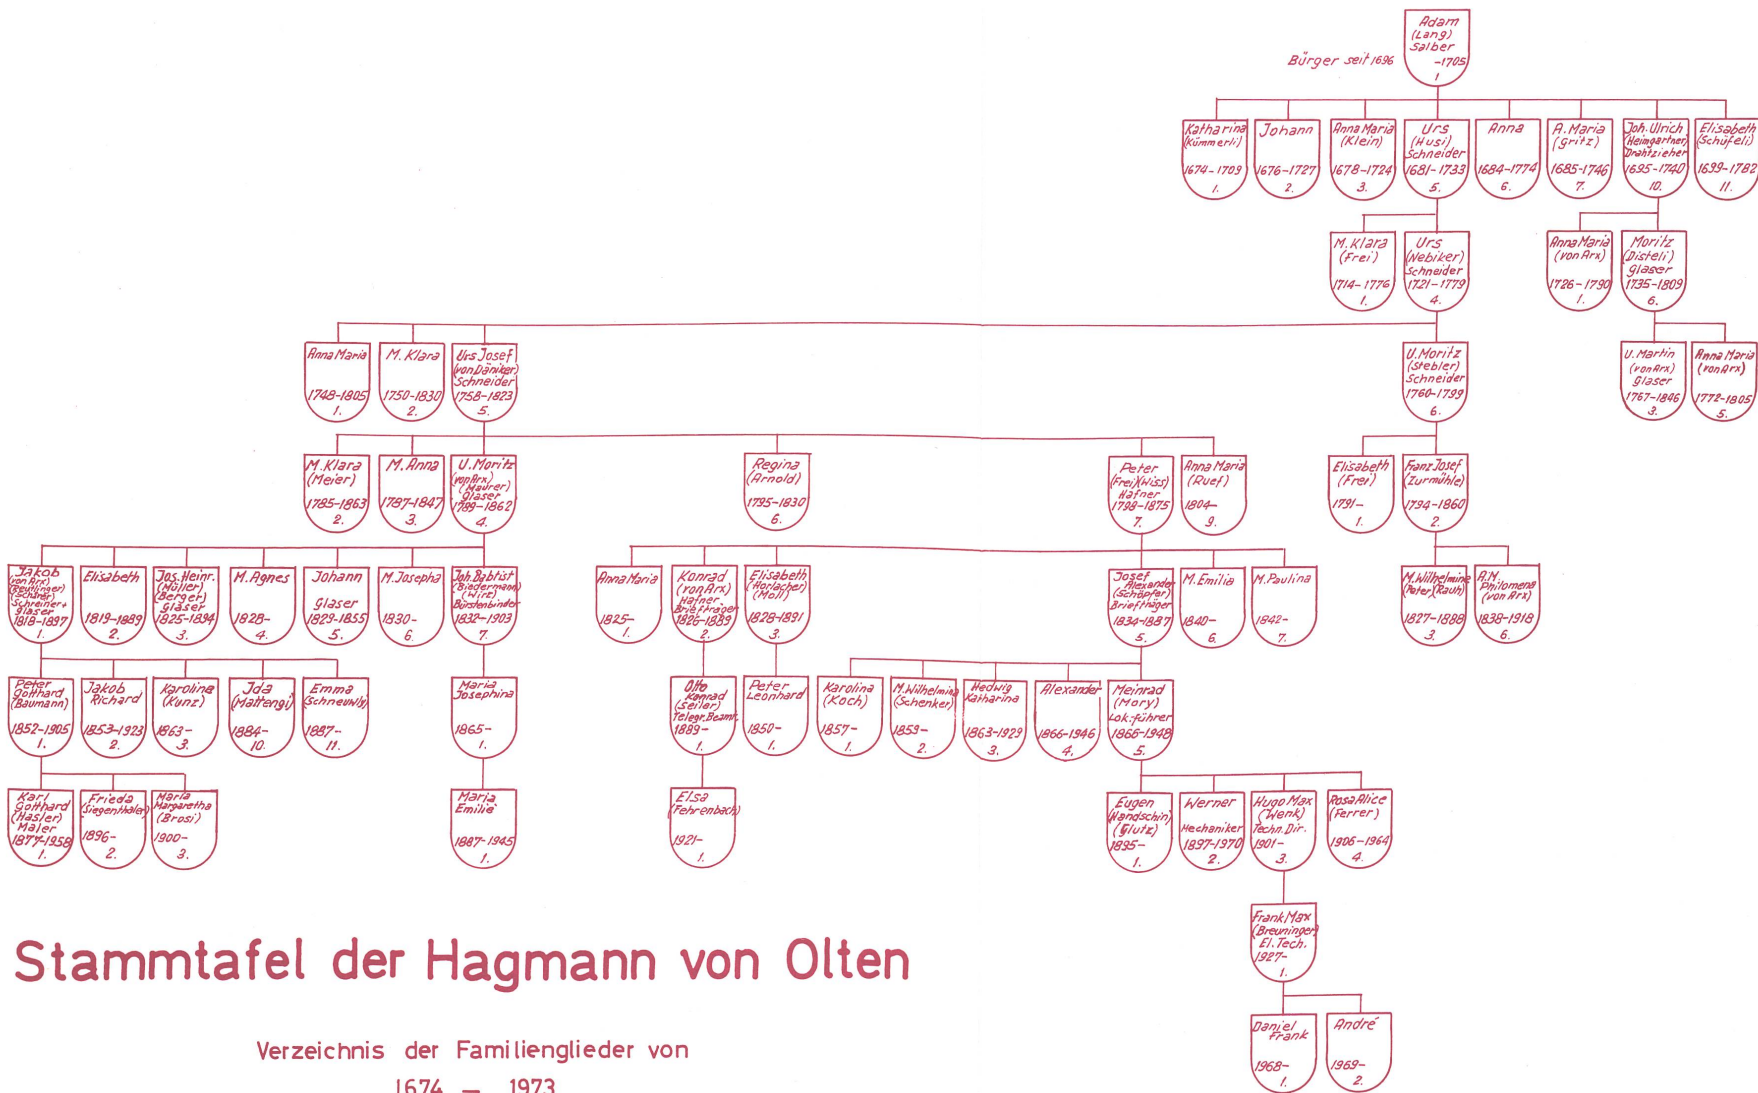 Adam
(Lang)
Salber
-1705
1
Bürger seit 1696
Katharina
(Kümmerli)
1674-1709
1.
Johann
1676-1727
2.
Anna Maria
(Klein)
1678-1724
3.
Urs
(Husi)
Schneider
1681-1733
5.
Anna
1684-1774
6.
A. Maria
(Gritz)
1685-1746
7.
Joh. Ulrich
(Heimgartner)
Drahtzieher
1695-1740
10.
Elisabeth
(Schüfeli)
1699-1782
11.
M. Klara
(Frei)
1714-1776
1.
Urs
(Nebiker)
Schneider
1721-1779
4.
Anna Maria
(von Arx)
1726-1790
1.
Moritz
(Disteli)
Glaser
1735-1809
6.
Anna Maria
1748-1805
1.
M. Klara
1750-1830
2.
Urs Josef
(von Däniker)
Schneider
1758-1823
5.
U. Moritz
(Stebler)
Schneider
1760-1799
6.
U. Martin
(von Arx)
Glaser
1767-1846
3.
Anna Maria
(von Arx)
1772-1805
5.
M. Klara
(Meier)
1785-1863
2.
M. Anna
1787-1847
3.
U. Moritz
(von Arx)
(Maurer)
Glaser
1789-1862
4.
Regina
(Arnold)
1795-1830
6.
Peter
(Frei)(Wiss)
Hafner
1798-1875
7.
Anna Maria
(Ruef)
1804-
9.
Elisabeth
(Frei)
1791-
1.
Franz Josef
(Zurmühle)
1794-1860
2.
Jakob
(von Arx)
(Reutlinger)
Schreiner+
Glaser
1818-1897
1.
Elisabeth
1819-1889
2.
Jos. Heinr.
(Müller)
(Berger)
Glaser
1825-1894
3.
M. Agnes
1828-
4.
Johann
Glaser
1829-1855
5.
M. Josepha
1830-
6.
Joh. Babtist
(Biedermann)
(Wirz)
Bürstenbinder
1832-1903
7.
Anna Maria
1825-
1.
Konrad
(von Arx)
Hafner
Briefträger
1826-1889
2.
Elisabeth
(Horlacher)
(Moll)
1828-1891
3.
Josef
Alexander
(Schöpfer)
Briefträger
1834-1887
5.
M. Emilia
1840-
6.
M. Paulina
1842-
7.
M. Wilhelmine
(Peter)(Rauh)
1827-1888
3.
A.M.
Philomena
(von Arx)
1838-1918
6.
Peter
Gotthard
(Baumann)
1852-1905
1.
Jakob
Richard
1853-1923
2.
Karolina
(Kunz)
1863-
3.
Jda
(Mattengi)
1884-
10.
Emma
(Schneuwly)
1887-
11.
Maria
Josephina
1865-
1.
Otto
Konrad
(Seiler)
Telegr. Beamt.
1889-
1.
Peter
Leonhard
1850-
1.
Karolina
(Koch)
1857-
1.
M. Wilhelmina
(Schenker)
1859-
2.
Hedwig
Katharina
1863-1929
3.
Alexander
1866-1946
4.
Meinrad
(Mory)
Lok.-führer
1866-1948
5.
Karl
Gotthard
(Hasler)
Maler
1877-1958
1.
Frieda
(Siegenthaler)
1896-
2.
Maria
Margaretha
(Brosi)
1900-
3.
Maria
Emilie
1887-1945
1.
Elsa
(Fehrenbach)
1921-
1.
Eugen
(Handschin)
(Glutz)
1895-
1.
Werner
Mechaniker
1897-1970
2.
Hugo Max
(Wenk)
Techn. Dir.
1901-
3.
Rosa Alice
(Ferrer)
1906-1964
4.
Frank Max
(Breuninger)
El. Tech.
1927-
1.
Daniel
Frank
1968-
1.
André
1969-
2.
Stammtafel der Hagmann von Olten
Verzeichnis der Familienglieder von
1674 — 1973